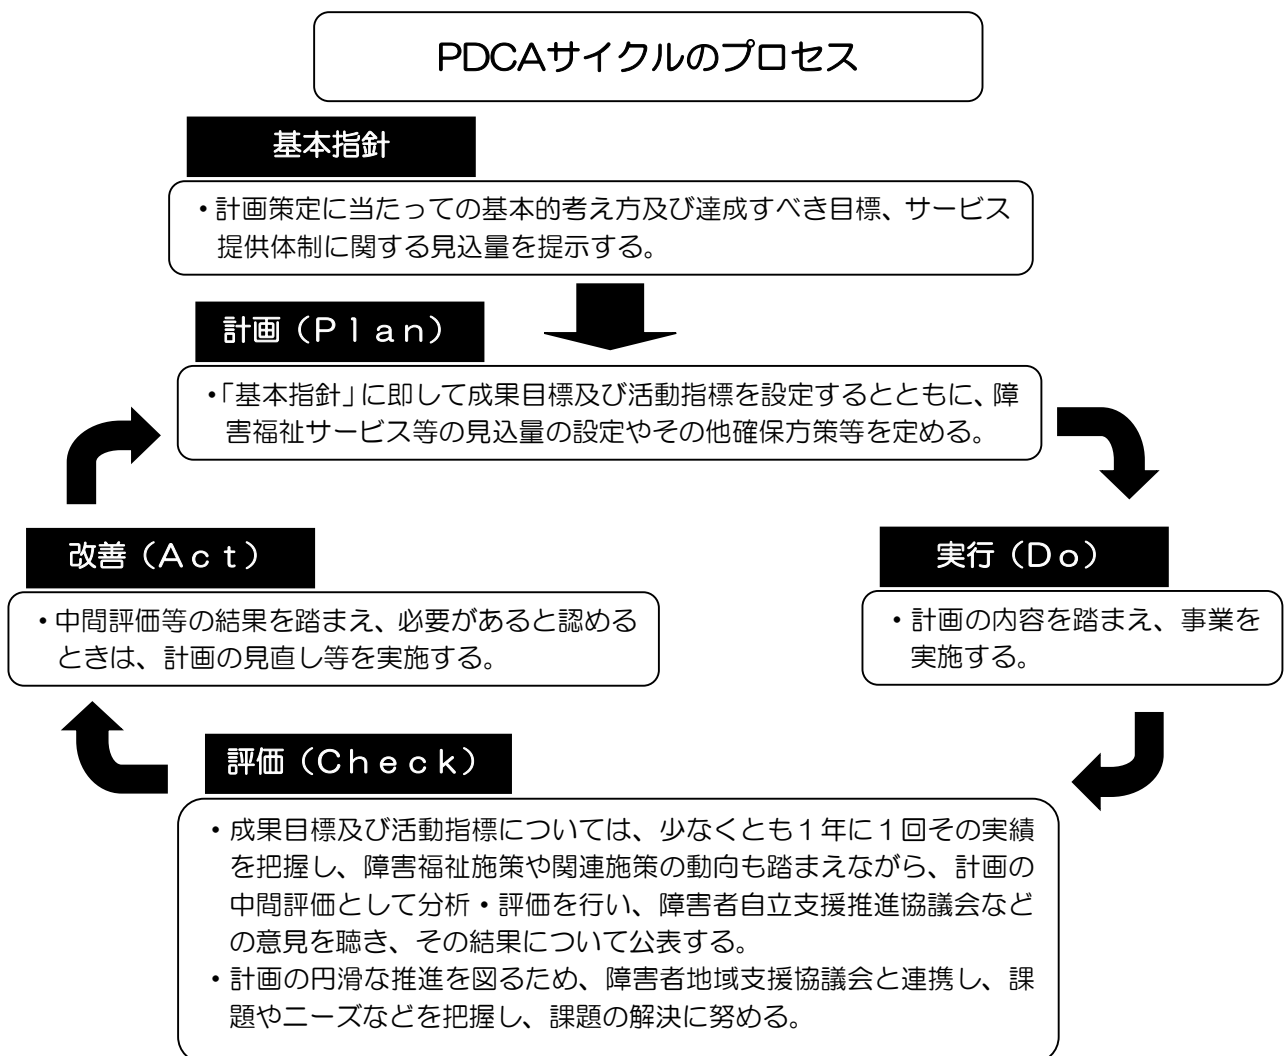 PDCAサイクルのプロセス
基本指針
・計画策定に当たっての基本的考え方及び達成すべき目標、サービス
提供体制に関する見込量を提示する。
計画（Ｐｌａｎ）
・「基本指針」に即して成果目標及び活動指標を設定するとともに、障
害福祉サービス等の見込量の設定やその他確保方策等を定める。
改善（Ａｃｔ）
・中間評価等の結果を踏まえ、必要があると認める
ときは、計画の見直し等を実施する。
実行（Ｄｏ）
・計画の内容を踏まえ、事業を
実施する。
評価（Ｃｈｅｃｋ）
・成果目標及び活動指標については、少なくとも１年に１回その実績
を把握し、障害福祉施策や関連施策の動向も踏まえながら、計画の
中間評価として分析・評価を行い、障害者自立支援推進協議会など
の意見を聴き、その結果について公表する。
・計画の円滑な推進を図るため、障害者地域支援協議会と連携し、課
題やニーズなどを把握し、課題の解決に努める。